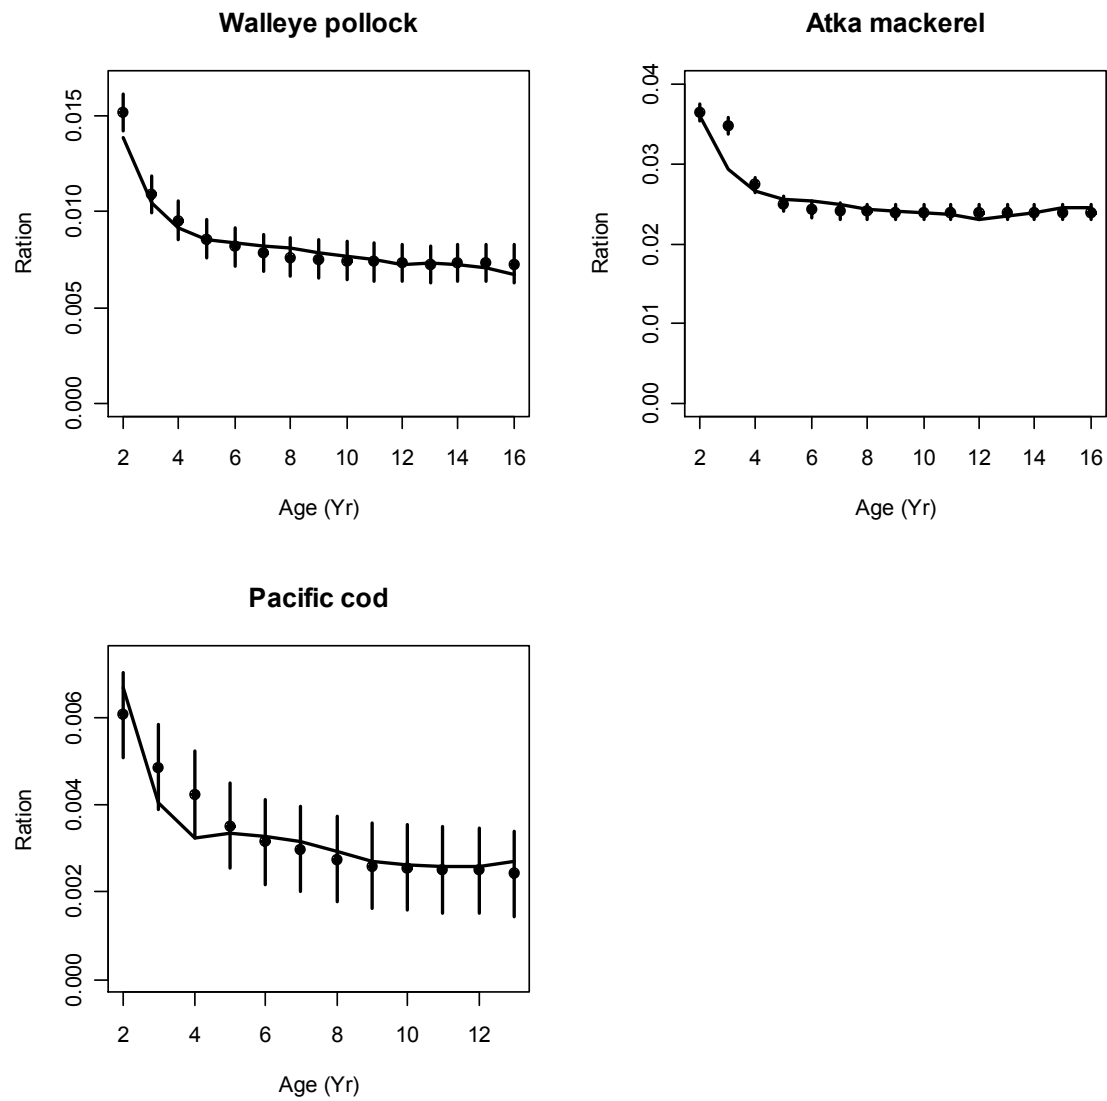 Walleye pollock
Ration
0.015
0.010
0.005
0.000
2 4 6 8 10 12 14 16
Age (Yr)
Atka mackerel
Ration
0.04
0.03
0.02
0.01
0.00
2 4 6 8 10 12 14 16
Age (Yr)
Pacific cod
Ration
0.006
0.004
0.002
0.000
2 4 6 8 10 12
Age (Yr)